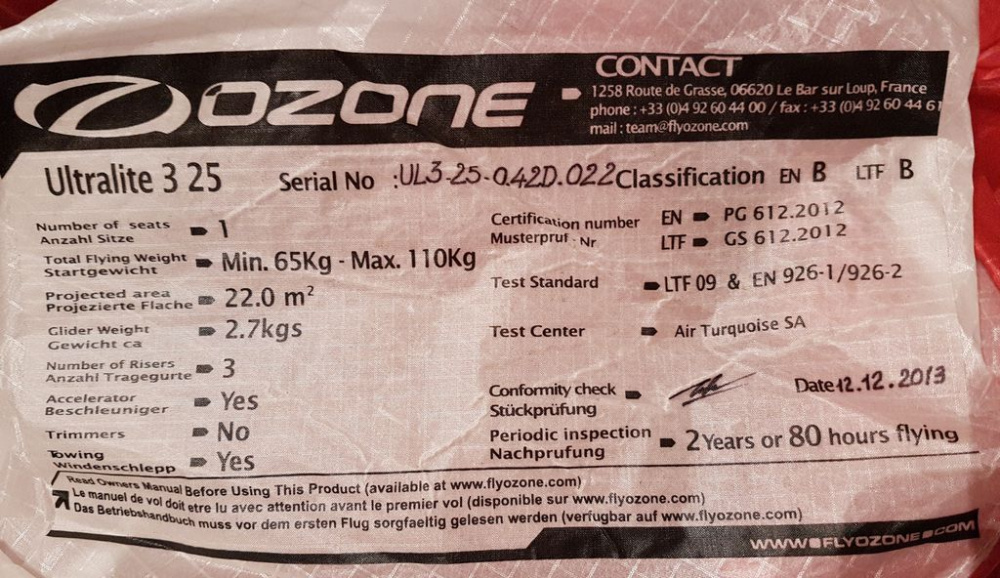 OZONE
CONTACT
1258 Route de Grasse, 06620 Le Bar sur Loup, France
phone : +33 (0)4 92 60 44 00 / fax : +33 (0)4 92 60 44 61
mail : team@flyozone.com
Ultralite 3 25
Serial No :UL3-25-Q.42D.022
Classification EN B LTF B
Number of seats
Anzahl Sitze
1
Total Flying Weight
Startgewicht
Min. 65Kg - Max. 110Kg
Projected area
Projezierte Flache
22.0 m²
Glider Weight
Gewicht ca
2.7kgs
Number of Risers
Anzahl Tragegurte
3
Accelerator
Beschleuniger
Yes
Trimmers
No
Towing
Windenschlepp
Yes
Certification number
Musterpruf - Nr
EN PG 612.2012
LTF GS 612.2012
Test Standard
LTF 09 & EN 926-1/926-2
Test Center
Air Turquoise SA
Conformity check
Stückprüfung
Date 12.12.2013
Periodic inspection
Nachprufung
2 Years or 80 hours flying
Read Owners Manual Before Using This Product (available at www.flyozone.com)
Le manuel de vol doit etre lu avec attention avant le premier vol (disponible sur www.flyozone.com)
Das Betriebshandbuch muss vor dem ersten Flug sorgfaeltig gelesen werden (verfugbar auf www.flyozone.com)
WWW.FLYOZONE.COM